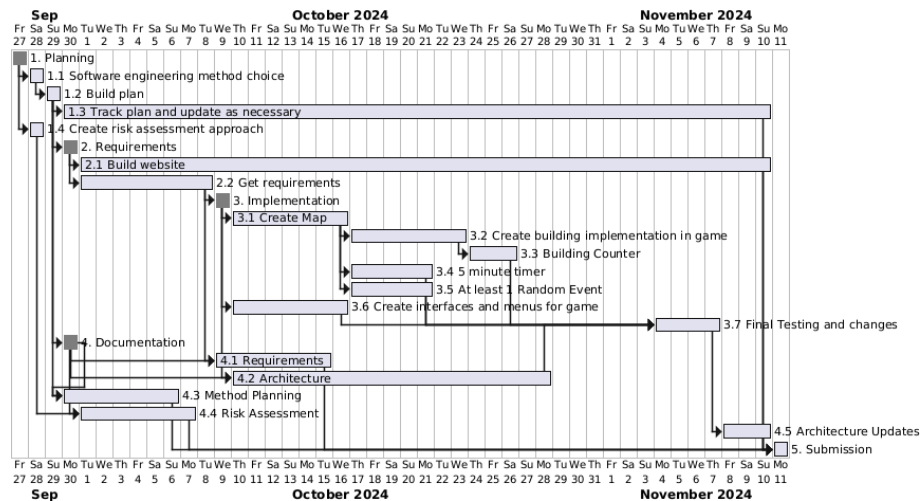 Sep October 2024 November 2024
Fr Sa Su Mo Tu We Th Fr Sa Su Mo Tu We Th Fr Sa Su Mo Tu We Th Fr Sa Su Mo Tu We Th Fr Sa Su Mo Tu We Th Fr Sa Su Mo Tu We Th Fr Sa Su Mo
27 28 29 30 1 2 3 4 5 6 7 8 9 10 11 12 13 14 15 16 17 18 19 20 21 22 23 24 25 26 27 28 29 30 31 1 2 3 4 5 6 7 8 9 10 11
1. Planning
1.1 Software engineering method choice
1.2 Build plan
1.3 Track plan and update as necessary
1.4 Create risk assessment approach
2. Requirements
2.1 Build website
2.2 Get requirements
3. Implementation
3.1 Create Map
3.2 Create building implementation in game
3.3 Building Counter
3.4 5 minute timer
3.5 At least 1 Random Event
3.6 Create interfaces and menus for game
3.7 Final Testing and changes
4. Documentation
4.1 Requirements
4.2 Architecture
4.3 Method Planning
4.4 Risk Assessment
4.5 Architecture Updates
5. Submission
Fr Sa Su Mo Tu We Th Fr Sa Su Mo Tu We Th Fr Sa Su Mo Tu We Th Fr Sa Su Mo Tu We Th Fr Sa Su Mo Tu We Th Fr Sa Su Mo Tu We Th Fr Sa Su Mo
27 28 29 30 1 2 3 4 5 6 7 8 9 10 11 12 13 14 15 16 17 18 19 20 21 22 23 24 25 26 27 28 29 30 31 1 2 3 4 5 6 7 8 9 10 11
Sep October 2024 November 2024